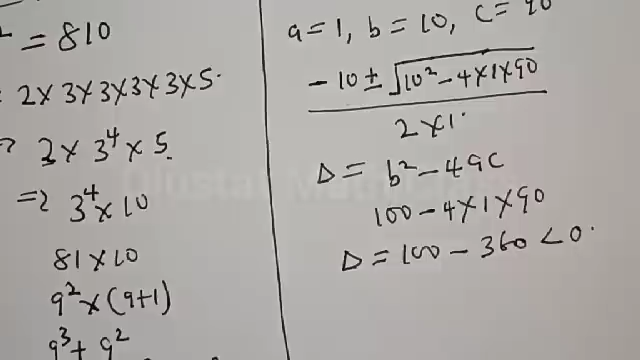 ² = 810
2 × 3 × 3 × 3 × 3 × 5
2 × 3⁴ × 5
=> 3⁴ × 10
81 × 10
9² × (9+1)
9³ + 9²
a = 1, b = 10, c = 90
-10 ± √10² - 4×1×90
2 × 1
Δ = b² - 4ac
100 - 4×1×90
Δ = 100 - 360 < 0.